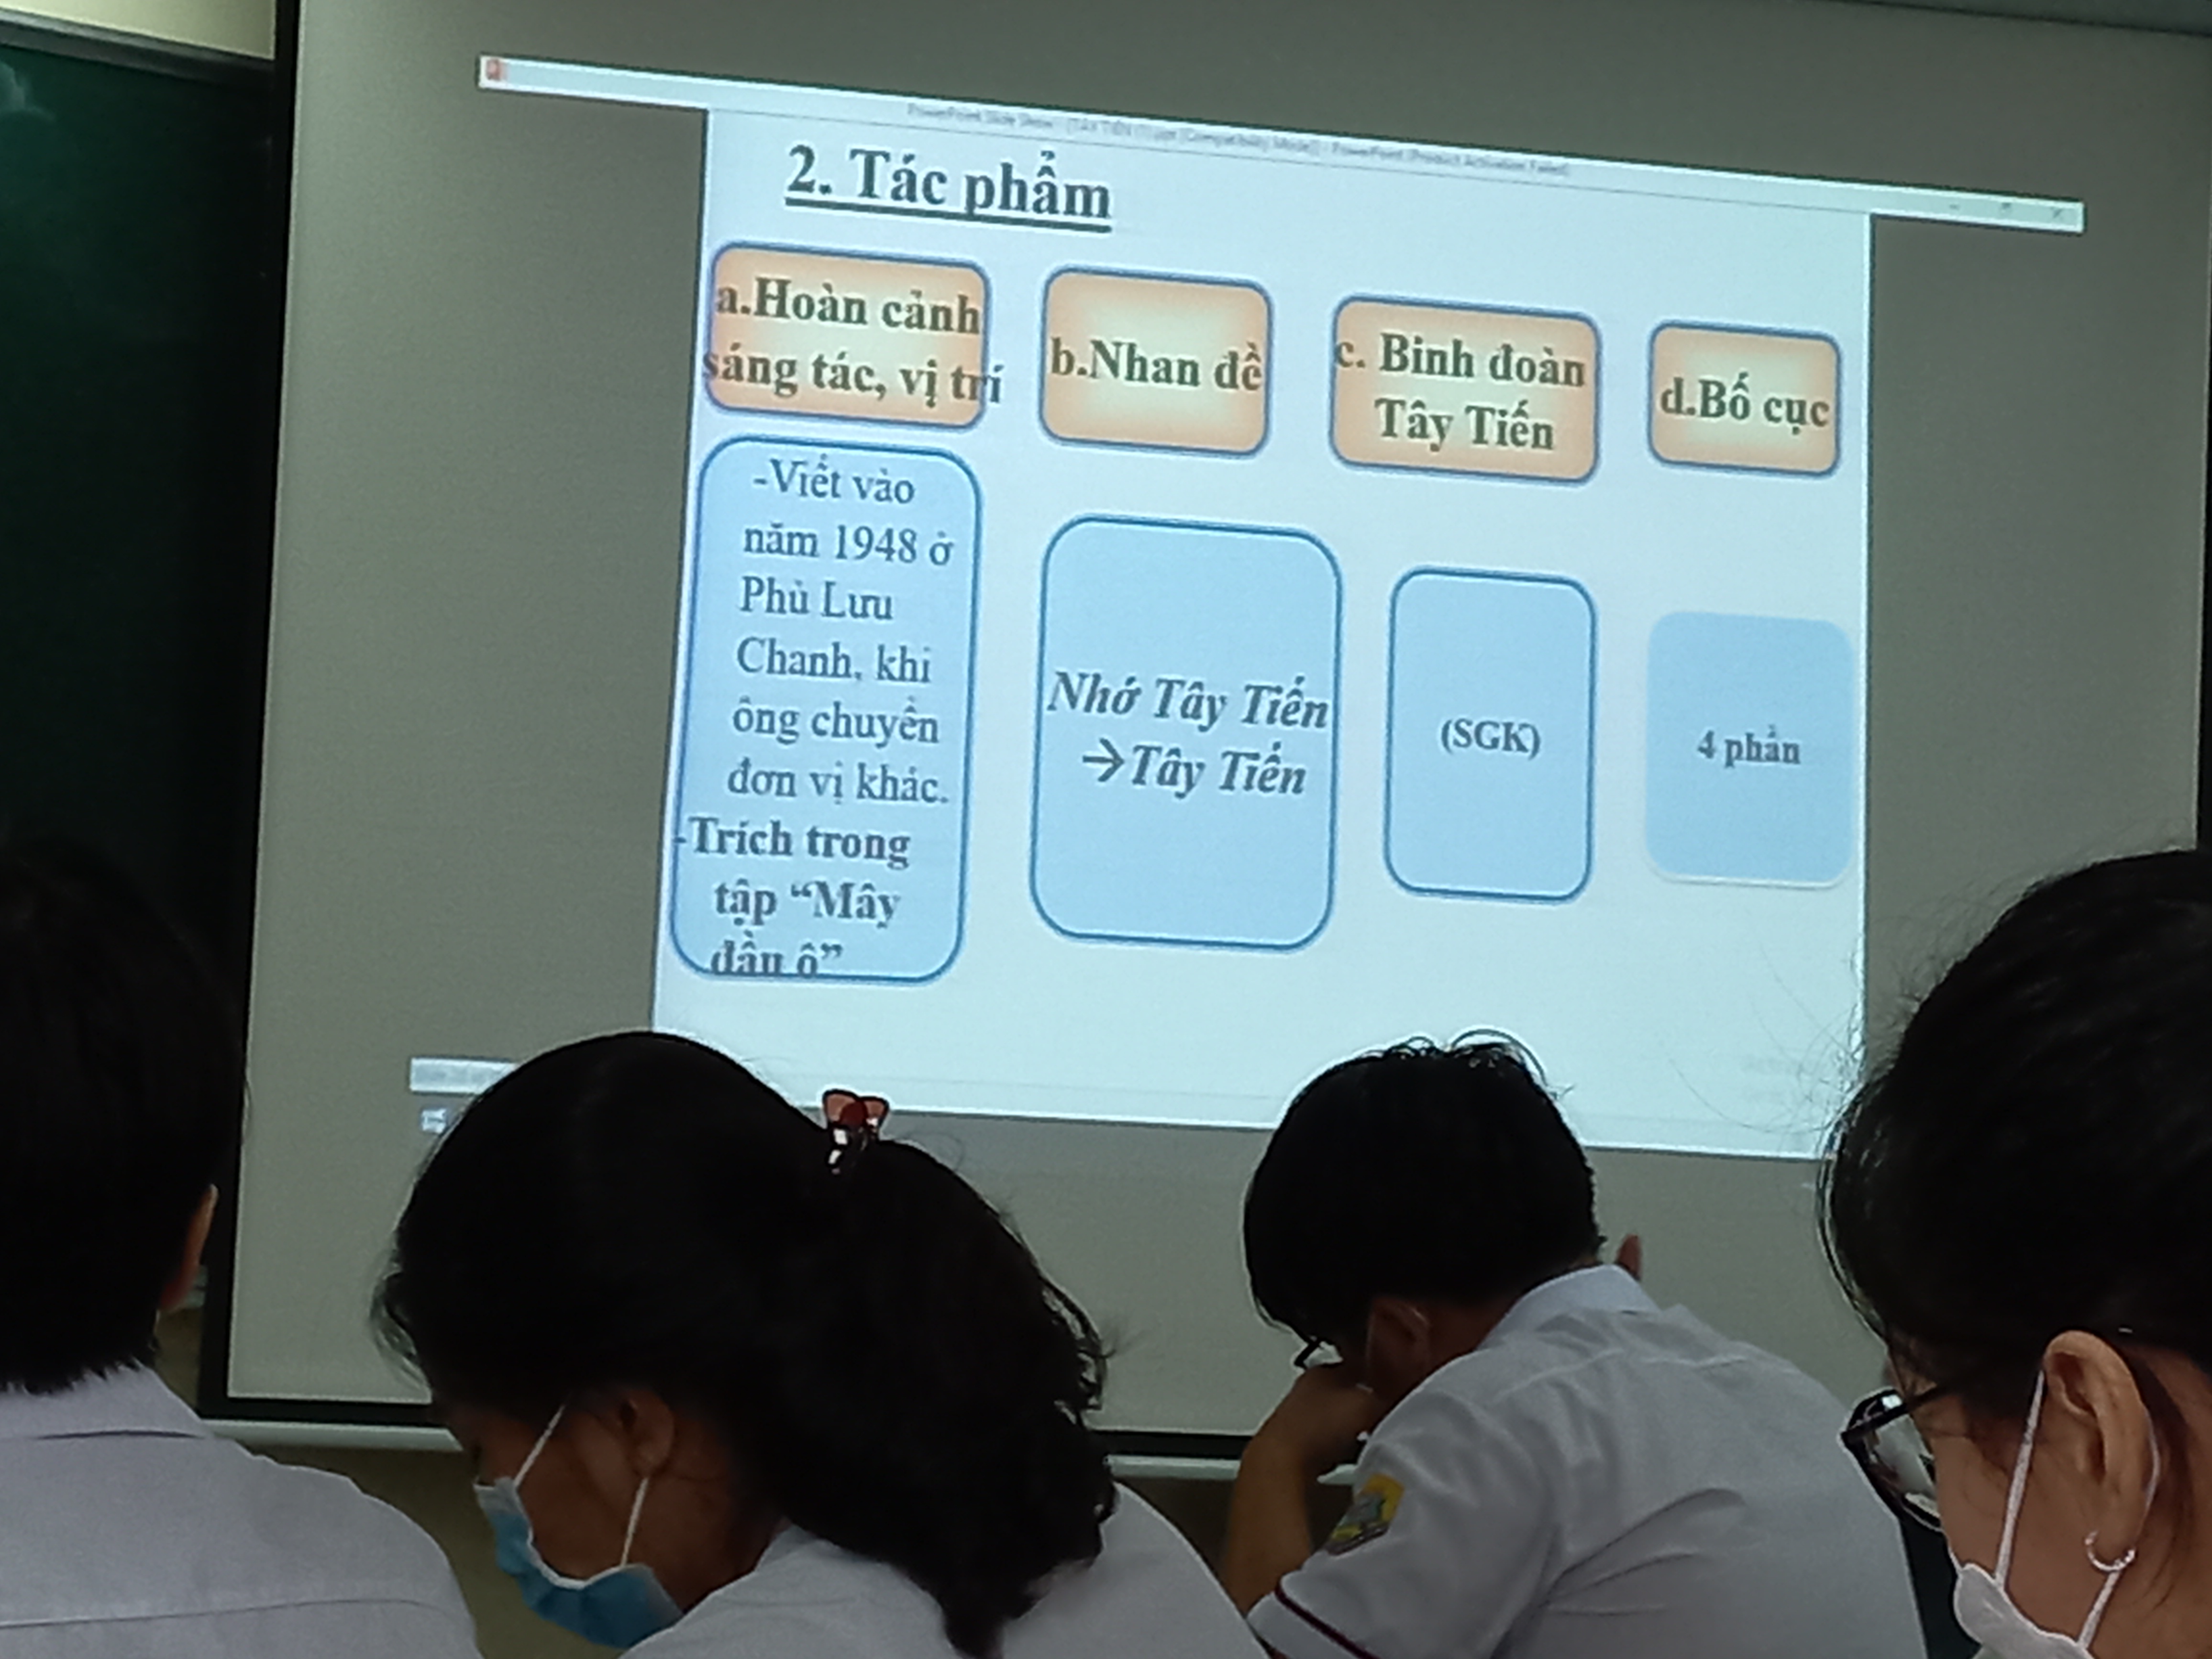 PowerPoint Slide Show - [TÂY TIẾN (1).ppt [Compatibility Mode]] - PowerPoint (Product Activation Failed)
2. Tác phẩm
a.Hoàn cảnh
sáng tác, vị trí
b.Nhan đề
c. Binh đoàn
Tây Tiến
d.Bố cục
-Viết vào
năm 1948 ở
Phù Lưu
Chanh, khi
ông chuyển
đơn vị khác.
-Trích trong
tập “Mây
đầu ô”
Nhớ Tây Tiến
→Tây Tiến
(SGK)
4 phần